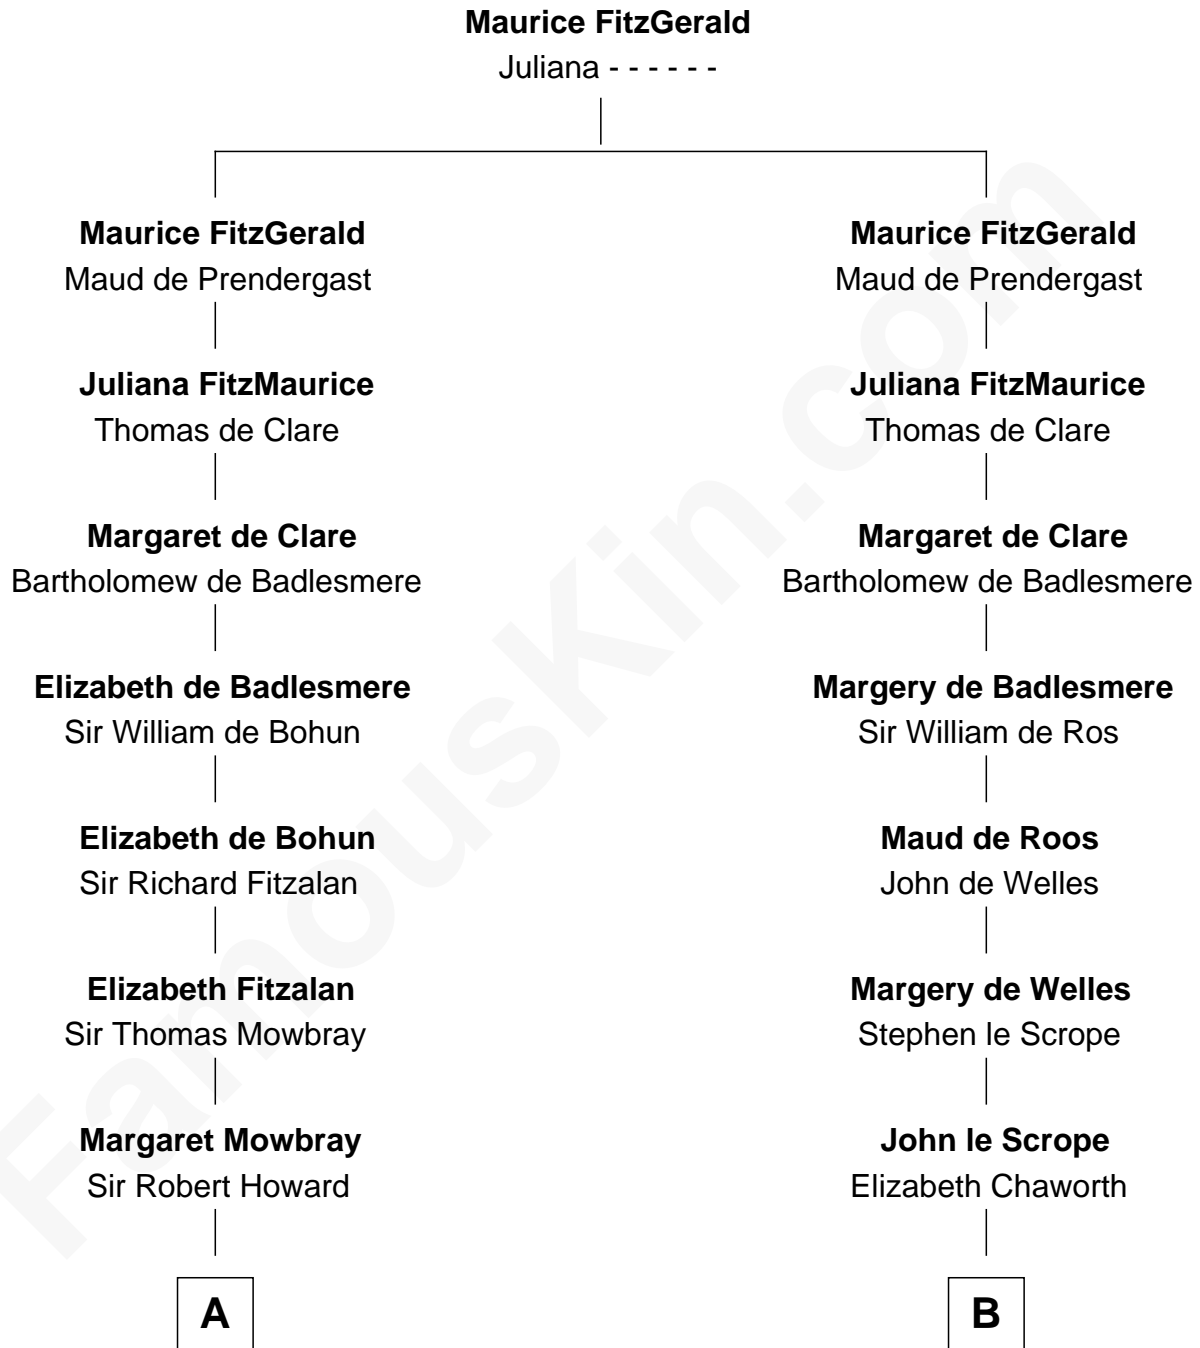 Maurice FitzGerald
Juliana - - - - - -
Maurice FitzGerald
Maud de Prendergast
Juliana FitzMaurice
Thomas de Clare
Margaret de Clare
Bartholomew de Badlesmere
Elizabeth de Badlesmere
Sir William de Bohun
Elizabeth de Bohun
Sir Richard Fitzalan
Elizabeth Fitzalan
Sir Thomas Mowbray
Margaret Mowbray
Sir Robert Howard
A
Maurice FitzGerald
Maud de Prendergast
Juliana FitzMaurice
Thomas de Clare
Margaret de Clare
Bartholomew de Badlesmere
Margery de Badlesmere
Sir William de Ros
Maud de Roos
John de Welles
Margery de Welles
Stephen le Scrope
John le Scrope
Elizabeth Chaworth
B
FamousKin.com